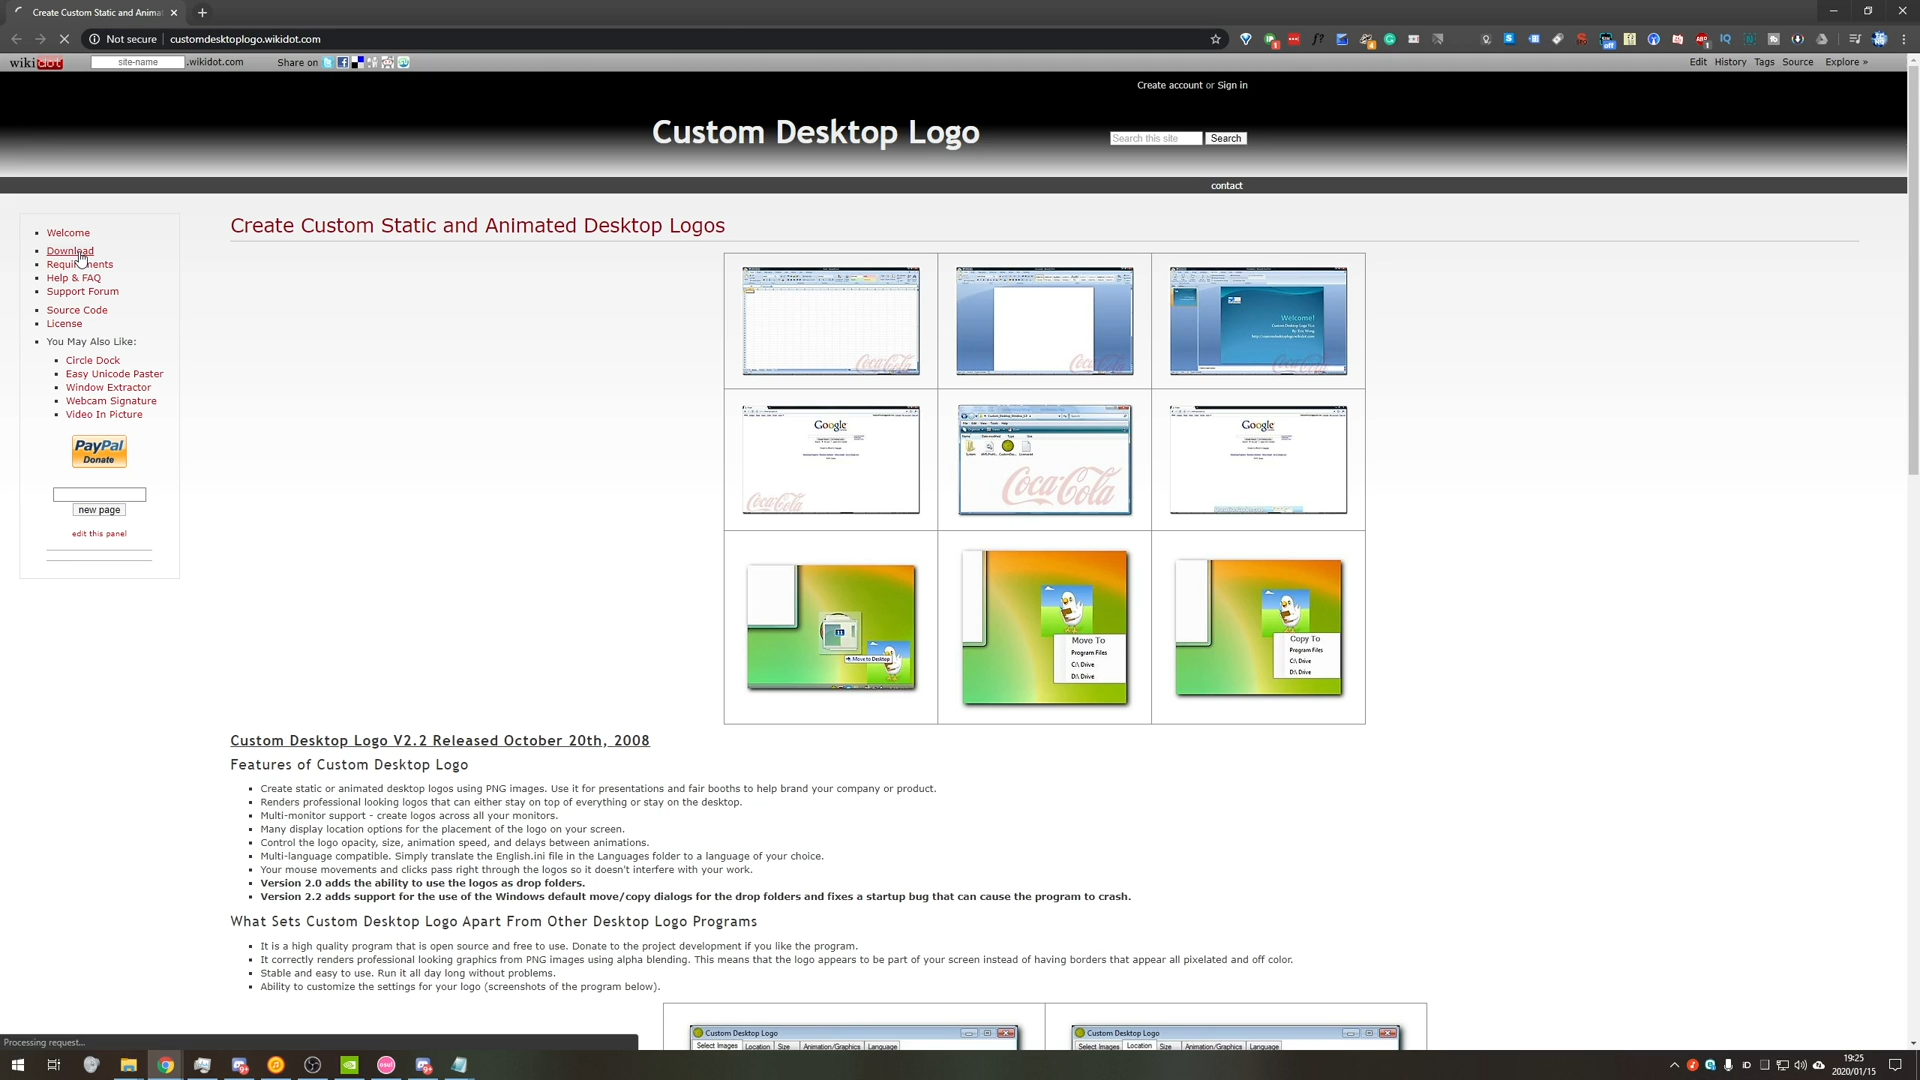 Create Custom Static and Anima
Not secure
customdesktoplogo.wikidot.com
wikidot
site-name
.wikidot.com
Share on
Edit
History
Tags
Source
Explore »
Create account or Sign in
Custom Desktop Logo
Search this site
Search
contact
Welcome
Download
Requirements
Help & FAQ
Support Forum
Source Code
License
You May Also Like:
Circle Dock
Easy Unicode Paster
Window Extractor
Webcam Signature
Video In Picture
PayPal
Donate
new page
edit this panel
Create Custom Static and Animated Desktop Logos
Coca-Cola
Coca-Cola
Welcome!
Coca-Cola
Google
Coca-Cola
Coca-Cola
Google
Move to Desktop
Move To
Program Files
C:\ Drive
D:\ Drive
Copy To
Program Files
C:\ Drive
D:\ Drive
Custom Desktop Logo V2.2 Released October 20th, 2008
Features of Custom Desktop Logo
Create static or animated desktop logos using PNG images. Use it for presentations and fair booths to help brand your company or product.
Renders professional looking logos that can either stay on top of everything or stay on the desktop.
Multi-monitor support - create logos across all your monitors.
Many display location options for the placement of the logo on your screen.
Control the logo opacity, size, animation speed, and delays between animations.
Multi-language compatible. Simply translate the English.ini file in the Languages folder to a language of your choice.
Your mouse movements and clicks pass right through the logos so it doesn't interfere with your work.
Version 2.0 adds the ability to use the logos as drop folders.
Version 2.2 adds support for the use of the Windows default move/copy dialogs for the drop folders and fixes a startup bug that can cause the program to crash.
What Sets Custom Desktop Logo Apart From Other Desktop Logo Programs
It is a high quality program that is open source and free to use. Donate to the project development if you like the program.
It correctly renders professional looking graphics from PNG images using alpha blending. This means that the logo appears to be part of your screen instead of having borders that appear all pixelated and off color.
Stable and easy to use. Run it all day long without problems.
Ability to customize the settings for your logo (screenshots of the program below).
Custom Desktop Logo
Select Images Location Size Animation/Graphics Language
Custom Desktop Logo
Select Images Location Size Animation/Graphics Language
Processing request...
19:25
2020/01/15